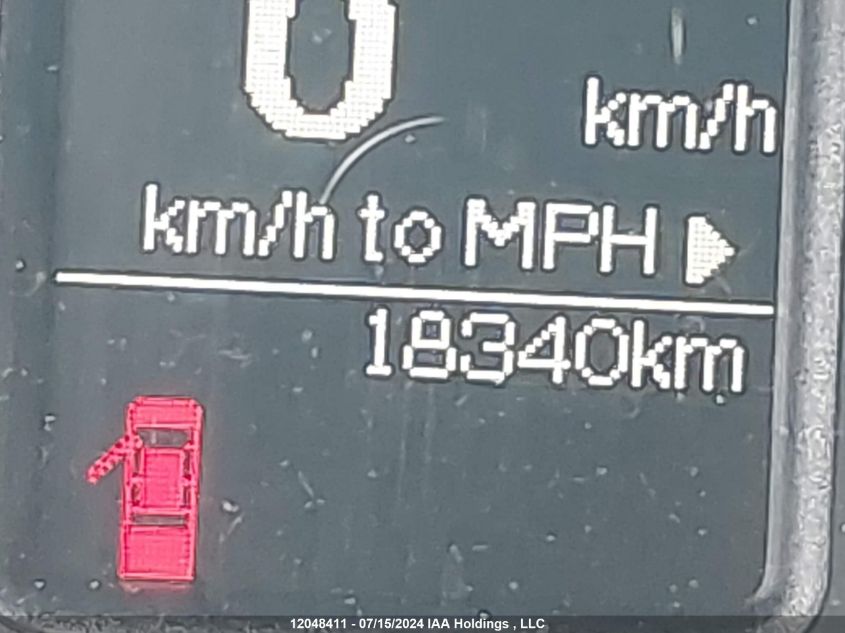 0
km/h
km/h to MPH
18340km
12048411 - 07/15/2024 IAA Holdings , LLC